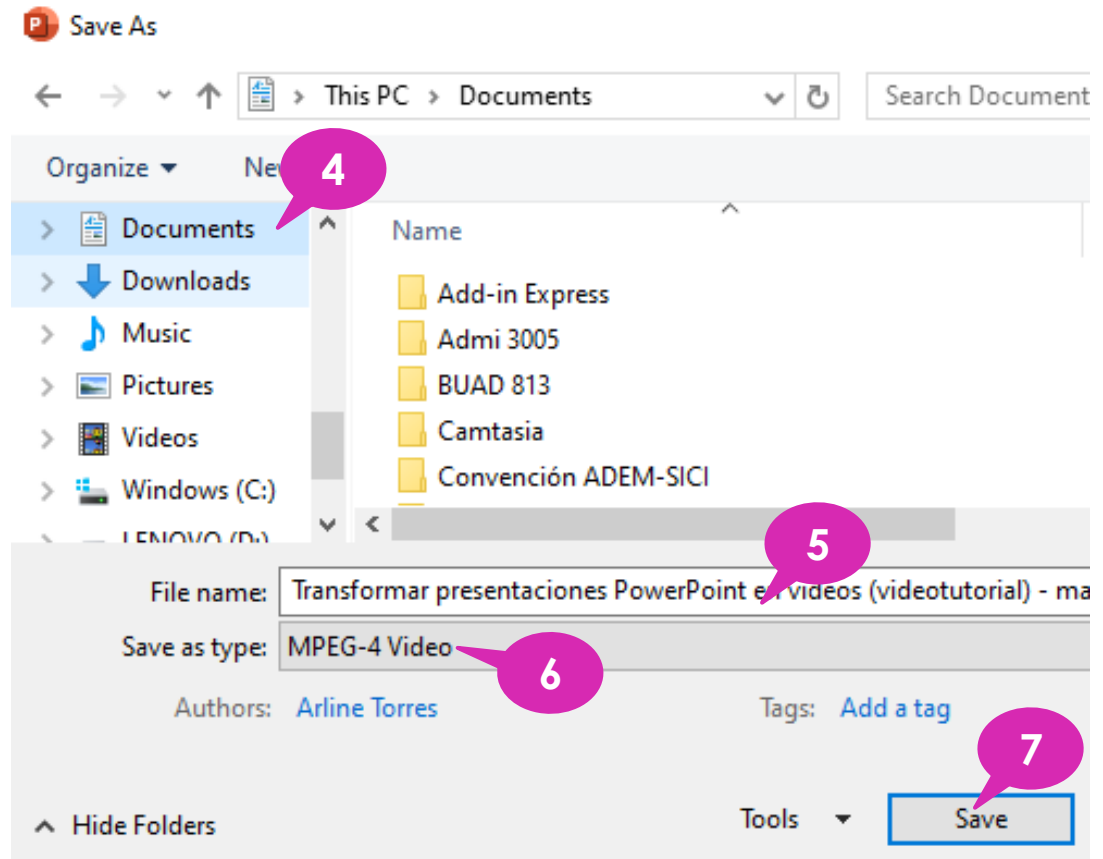 Save As
This PC > Documents
Search Document
Organize
4
Documents
Downloads
Music
Pictures
Videos
Windows (C:)
LENOVO (D:)
Name
Add-in Express
Admi 3005
BUAD 813
Camtasia
Convención ADEM-SICI
5
File name: Transformar presentaciones PowerPoint en videos (videotutorial) - ma
Save as type: MPEG-4 Video
6
Authors: Arline Torres
Tags: Add a tag
7
Hide Folders
Tools
Save